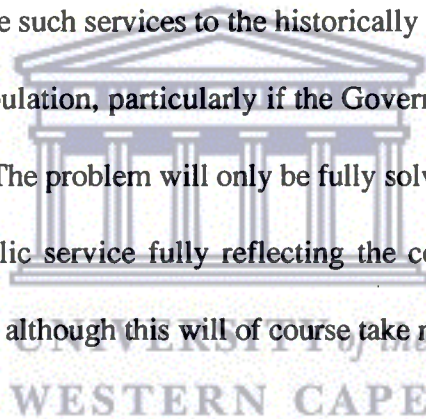 e such services to the historically
ulation, particularly if the Govern
The problem will only be fully solv
lic service fully reflecting the c
although this will of course take
UNIVERSITY of the
WESTERN CAPE